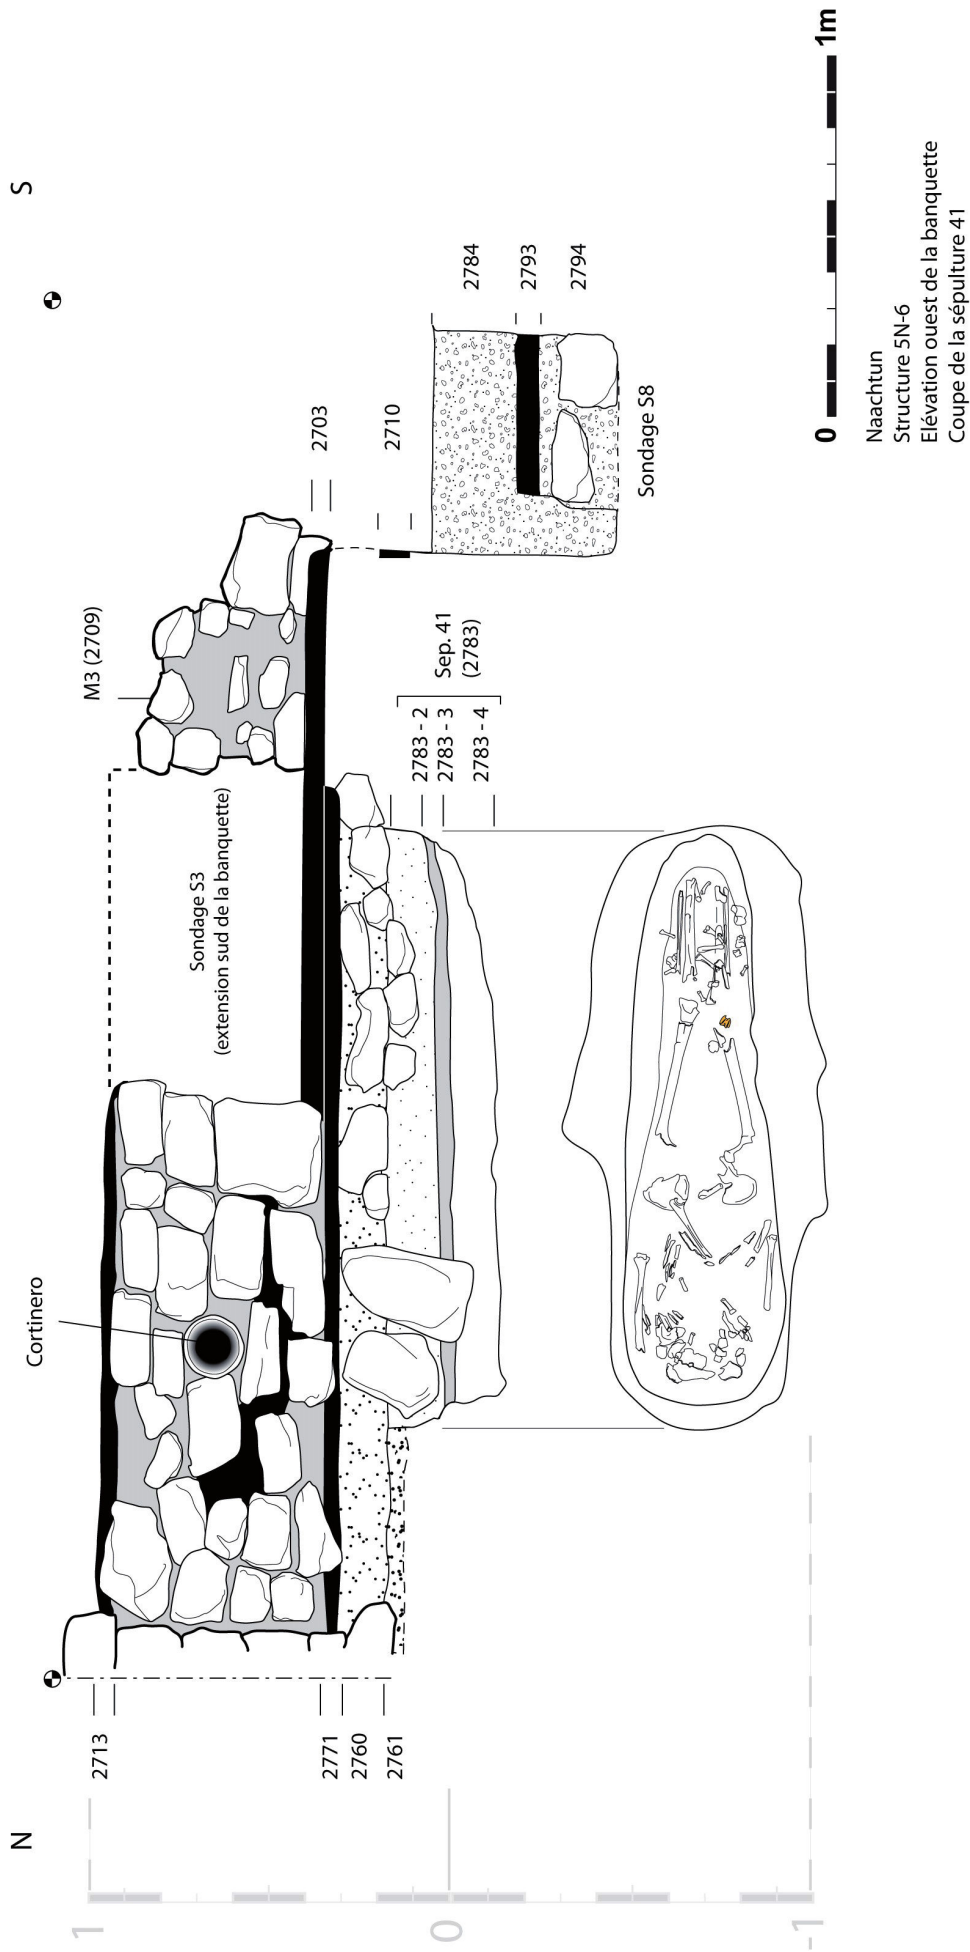 N
S
Cortinero
M3 (2709)
Sondage S3
(extension sud de la banquette)
2713
2771
2760
2761
2703
2710
2784
2793
2794
Sep. 41
(2783)
2783 - 2
2783 - 3
2783 - 4
Sondage S8
1
0
-1
0
1m
Naachtun
Structure 5N-6
Elévation ouest de la banquette
Coupe de la sépulture 41